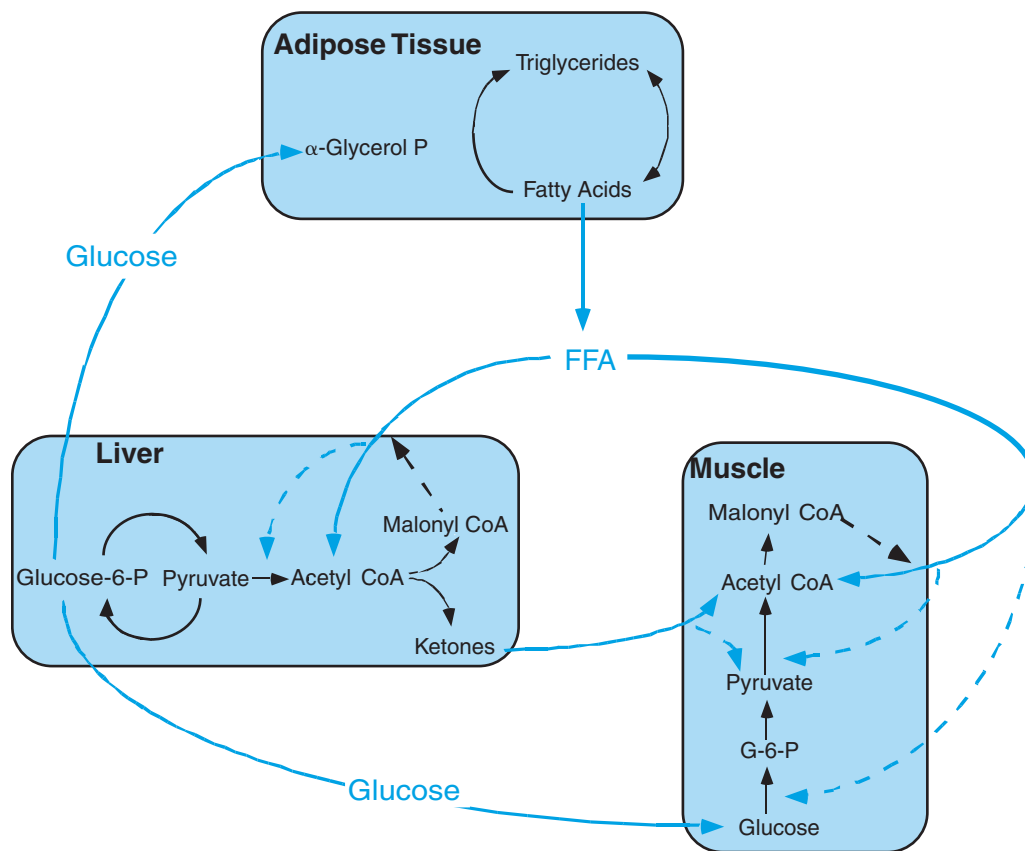 Adipose Tissue
Triglycerides
α-Glycerol P
Fatty Acids
Glucose
FFA
Liver
Malonyl CoA
Glucose-6-P
Pyruvate
Acetyl CoA
Ketones
Muscle
Malonyl CoA
Acetyl CoA
Pyruvate
G-6-P
Glucose
Glucose